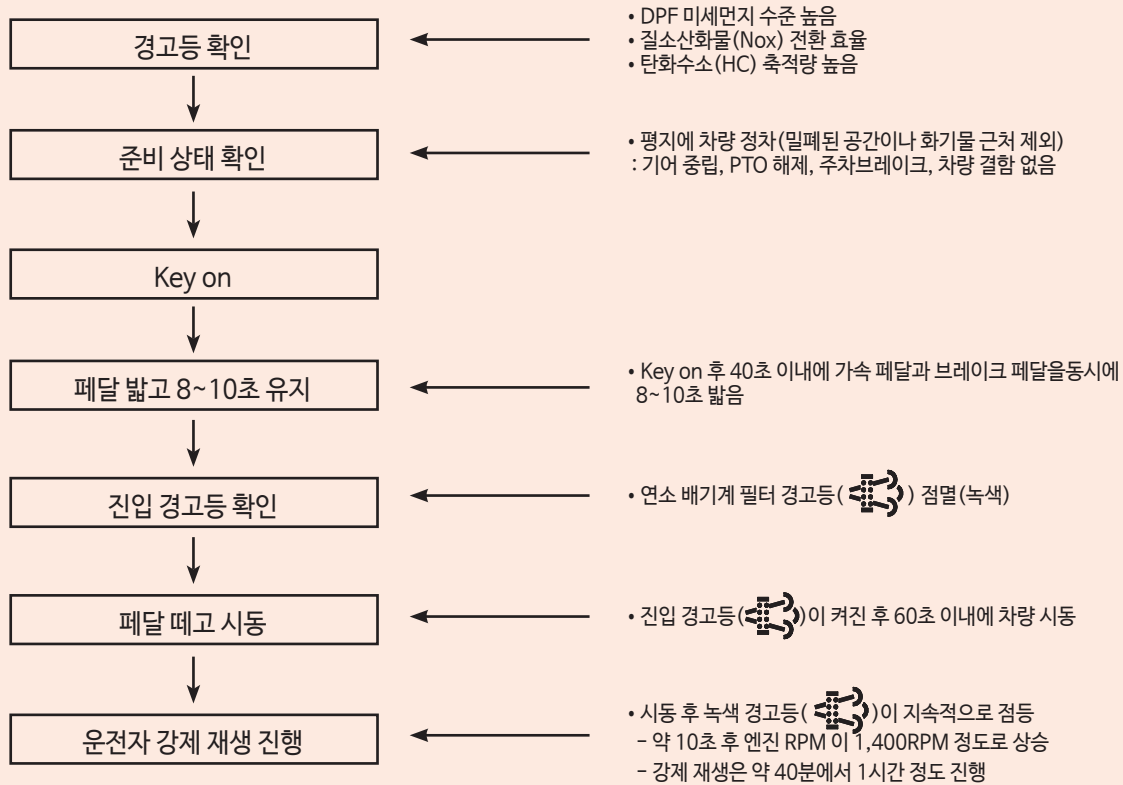 경고등 확인
• DPF 미세먼지 수준 높음
• 질소산화물(Nox) 전환 효율
• 탄화수소(HC) 축적량 높음
준비 상태 확인
• 평지에 차량 정차(밀폐된 공간이나 화기물 근처 제외)
: 기어 중립, PTO 해제, 주차브레이크, 차량 결함 없음
Key on
페달 밟고 8~10초 유지
• Key on 후 40초 이내에 가속 페달과 브레이크 페달을동시에
8~10초 밟음
진입 경고등 확인
• 연소 배기계 필터 경고등( ) 점멸(녹색)
페달 떼고 시동
• 진입 경고등( )이 켜진 후 60초 이내에 차량 시동
운전자 강제 재생 진행
• 시동 후 녹색 경고등( )이 지속적으로 점등
- 약 10초 후 엔진 RPM 이 1,400RPM 정도로 상승
- 강제 재생은 약 40분에서 1시간 정도 진행